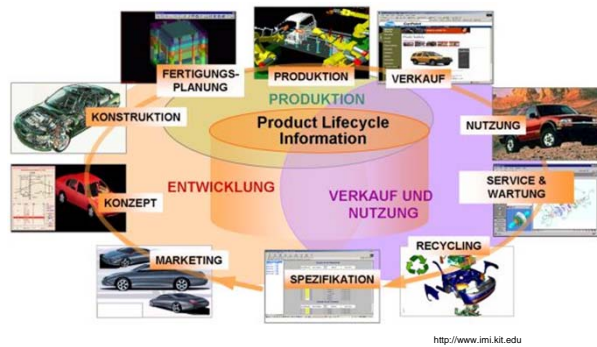 FERTIGUNGS-
PLANUNG
PRODUKTION
VERKAUF
PRODUKTION
KONSTRUKTION
Product Lifecycle
Information
NUTZUNG
ENTWICKLUNG
SERVICE &
WARTUNG
KONZEPT
VERKAUF UND
NUTZUNG
RECYCLING
MARKETING
SPEZIFIKATION
http://www.imi.kit.edu